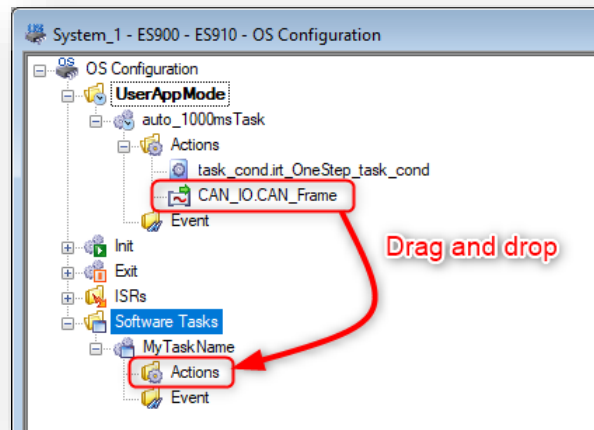 System_1 - ES900 - ES910 - OS Configuration
OS Configuration
UserAppMode
auto_1000msTask
Actions
task_cond.irt_OneStep_task_cond
CAN_IO.CAN_Frame
Event
Drag and drop
Init
Exit
ISRs
Software Tasks
MyTaskName
Actions
Event